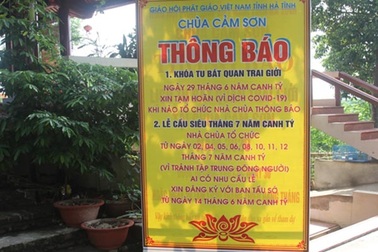 GIÁO HỘI PHẬT GIÁO VIỆT NAM TỈNH HÀ TĨNH
CHÙA CẢM SƠN
THÔNG BÁO
1. KHÓA TU BÁT QUAN TRAI GIỚI
NGÀY 29 THÁNG 6 NĂM CANH TÝ
XIN TẠM HOÃN (VÌ DỊCH COVID-19)
KHI NÀO TỔ CHỨC NHÀ CHÙA THÔNG BÁO
2. LỄ CẦU SIÊU THÁNG 7 NĂM CANH TÝ
NHÀ CHÙA TỔ CHỨC
TỪ NGÀY 02, 04, 05, 06, 08, 10, 11, 12
THÁNG 7 NĂM CANH TÝ
(VÌ TRÁNH TẬP TRUNG ĐÔNG NGƯỜI)
AI CÓ NHU CẦU LỄ
XIN ĐĂNG KÝ VỚI BAN TẤU SỚ
TỪ NGÀY 14 THÁNG 6 NĂM CANH TÝ